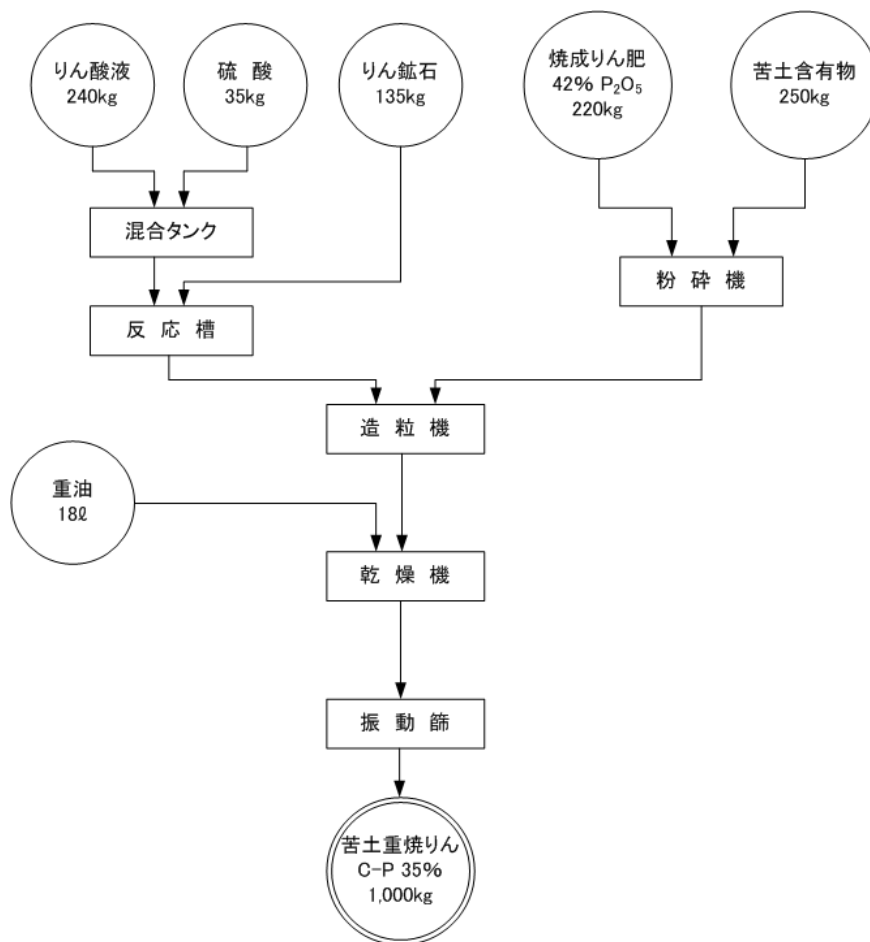 りん酸液
240kg
硫 酸
35kg
りん鉱石
135kg
焼成りん肥
42% P₂O₅
220kg
苦土含有物
250kg
混合タンク
粉 砕 機
反 応 槽
造 粒 機
重油
18ℓ
乾 燥 機
振 動 篩
苦土重焼りん
C-P 35%
1,000kg